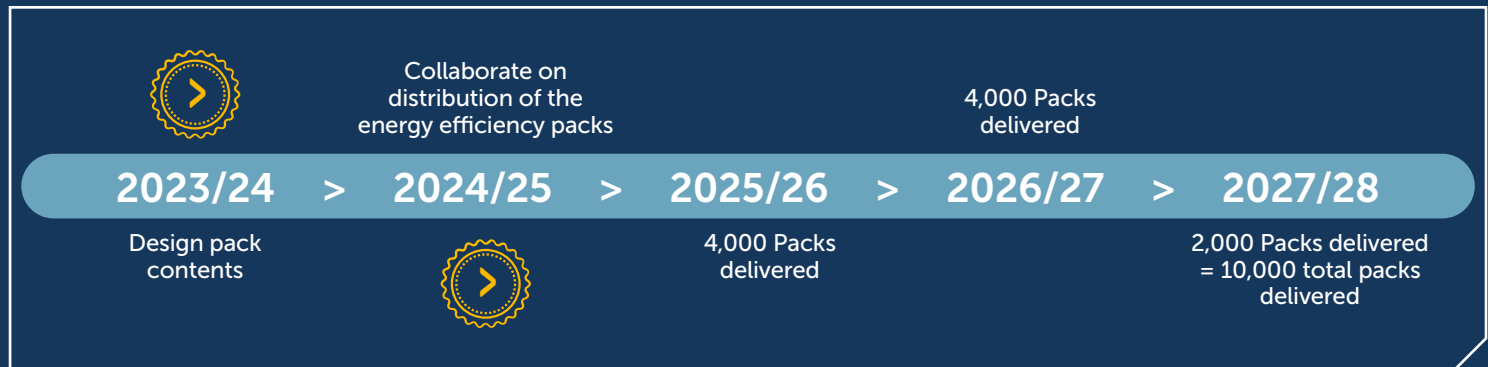 Collaborate on
distribution of the
energy efficiency packs
4,000 Packs
delivered
2023/24 > 2024/25 > 2025/26 > 2026/27 > 2027/28
Design pack
contents
4,000 Packs
delivered
2,000 Packs delivered
= 10,000 total packs
delivered